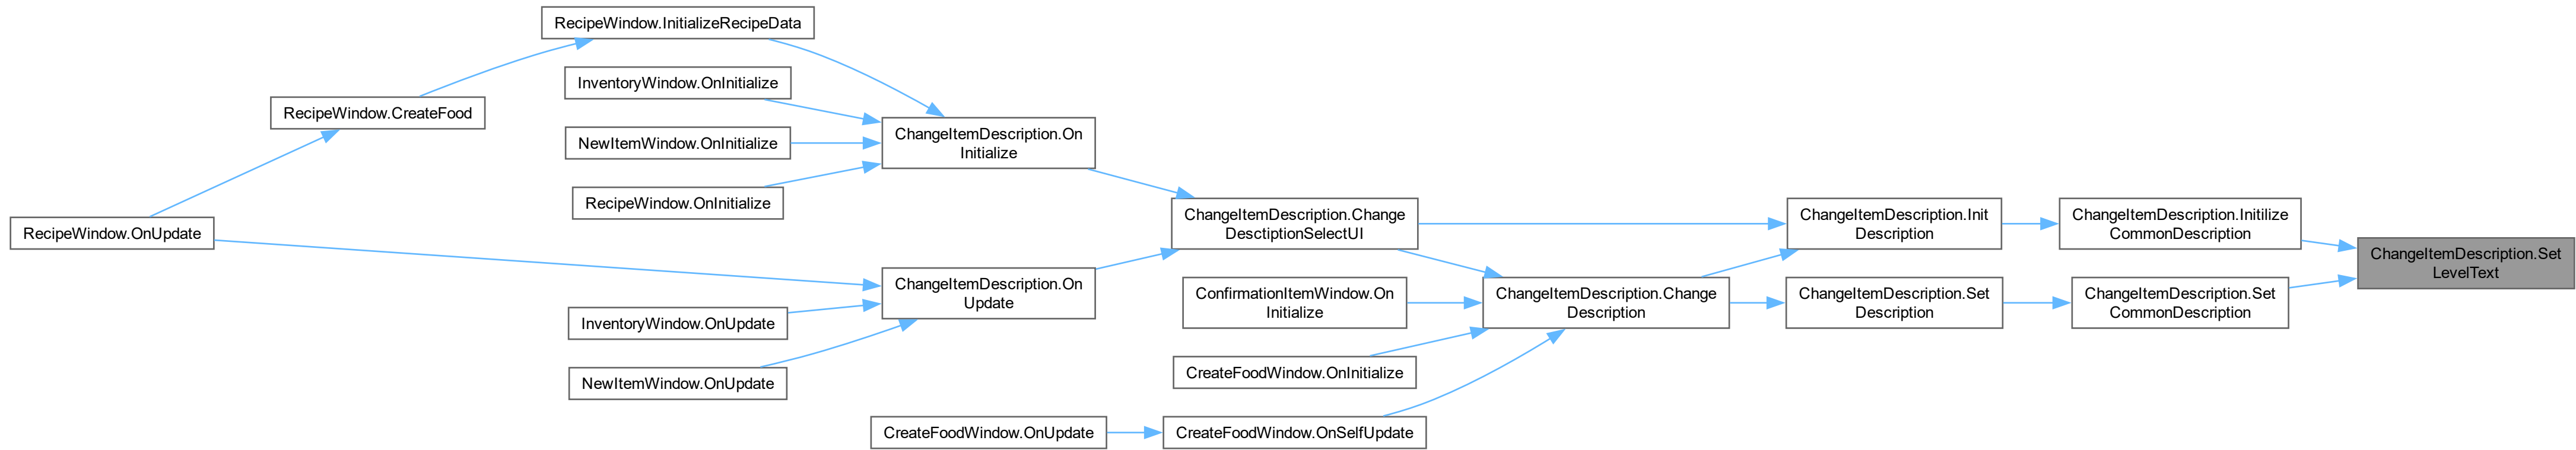 RecipeWindow.InitializeRecipeData
InventoryWindow.OnInitialize
RecipeWindow.CreateFood
ChangeItemDescription.On
Initialize
NewItemWindow.OnInitialize
RecipeWindow.OnInitialize
RecipeWindow.OnUpdate
ChangeItemDescription.Change
DesctiptionSelectUI
ChangeItemDescription.Init
Description
ChangeItemDescription.Initilize
CommonDescription
ChangeItemDescription.Set
LevelText
ChangeItemDescription.On
Update
ConfirmationItemWindow.On
Initialize
ChangeItemDescription.Change
Description
ChangeItemDescription.Set
Description
ChangeItemDescription.Set
CommonDescription
InventoryWindow.OnUpdate
NewItemWindow.OnUpdate
CreateFoodWindow.OnInitialize
CreateFoodWindow.OnUpdate
CreateFoodWindow.OnSelfUpdate